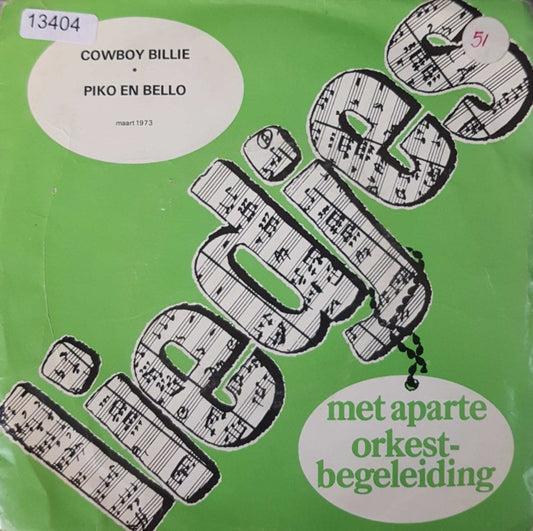 13404
51
COWBOY BILLIE
PIKO EN BELLO
maart 1973
liedjes
met aparte
orkest-
begeleiding